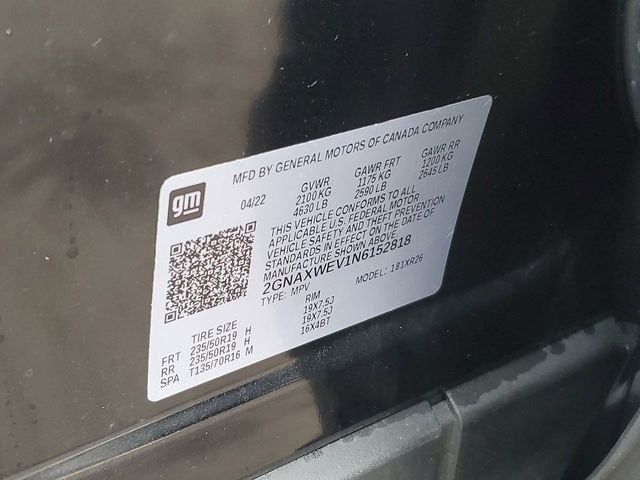 gm
MFD BY GENERAL MOTORS OF CANADA COMPANY
04/22 GVWR GAWR FRT GAWR RR
2100 KG 1175 KG 1200 KG
4630 LB 2590 LB 2645 LB
THIS VEHICLE CONFORMS TO ALL
APPLICABLE U.S. FEDERAL MOTOR
VEHICLE SAFETY AND THEFT PREVENTION
STANDARDS IN EFFECT ON THE DATE OF
MANUFACTURE SHOWN ABOVE.
2GNAXWEV1N6152818
TYPE: MPV MODEL: 181XR26
TIRE SIZE RIM
FRT 235/50R19 H 19X7.5J
RR 235/50R19 H 19X7.5J
SPA T135/70R16 M 16X4BT